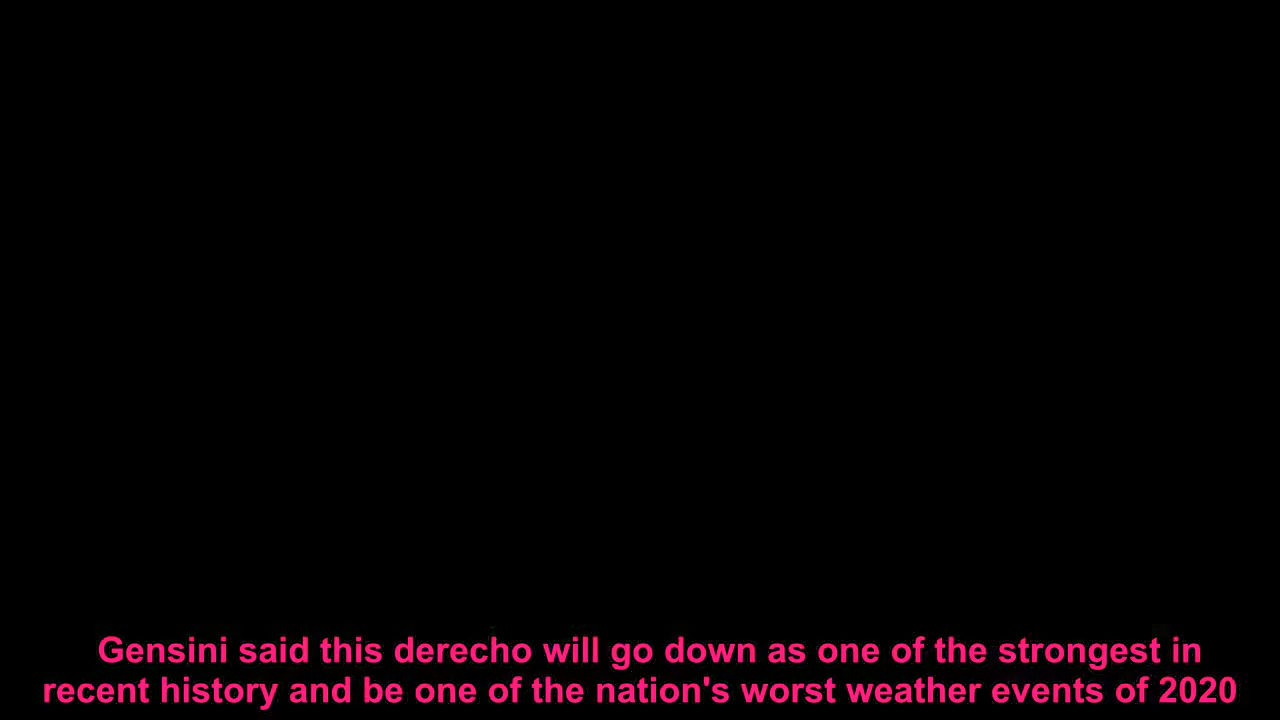 Gensini said this derecho will go down as one of the strongest in
recent history and be one of the nation's worst weather events of 2020